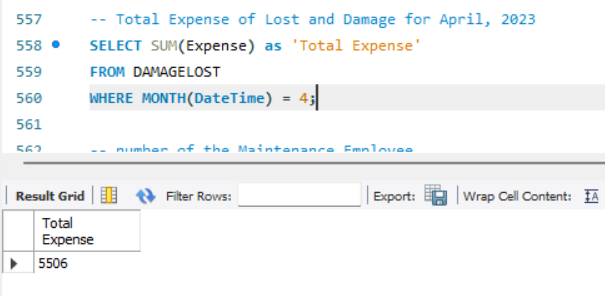 557 -- Total Expense of Lost and Damage for April, 2023
558 SELECT SUM(Expense) as 'Total Expense'
559 FROM DAMAGELOST
560 WHERE MONTH(DateTime) = 4;
561
562 -- number of the Maintenance Employee
Result Grid Filter Rows: Export: Wrap Cell Content: IA
Total
Expense
5506